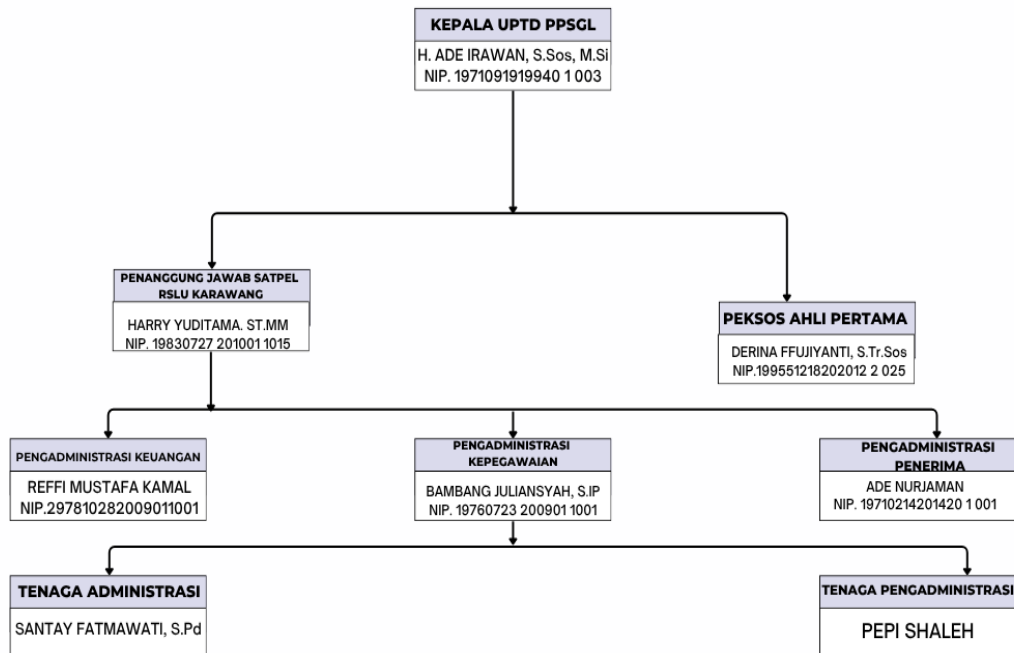 KEPALA UPTD PPSGL
H. ADE IRAWAN, S.Sos, M.Si
NIP. 1971091919940 1 003
PENANGGUNG JAWAB SATPEL
RSLU KARAWANG
HARRY YUDITAMA. ST.MM
NIP. 19830727 201001 1015
PEKSOS AHLI PERTAMA
DERINA FFUJIYANTI, S.Tr.Sos
NIP.199551218202012 2 025
PENGADMINISTRASI KEUANGAN
REFFI MUSTAFA KAMAL
NIP.297810282009011001
PENGADMINISTRASI
KEPEGAWAIAN
BAMBANG JULIANSYAH, S.IP
NIP. 19760723 200901 1001
PENGADMINISTRASI
PENERIMA
ADE NURJAMAN
NIP. 19710214201420 1 001
TENAGA ADMINISTRASI
SANTAY FATMAWATI, S.Pd
TENAGA PENGADMINISTRASI
PEPI SHALEH